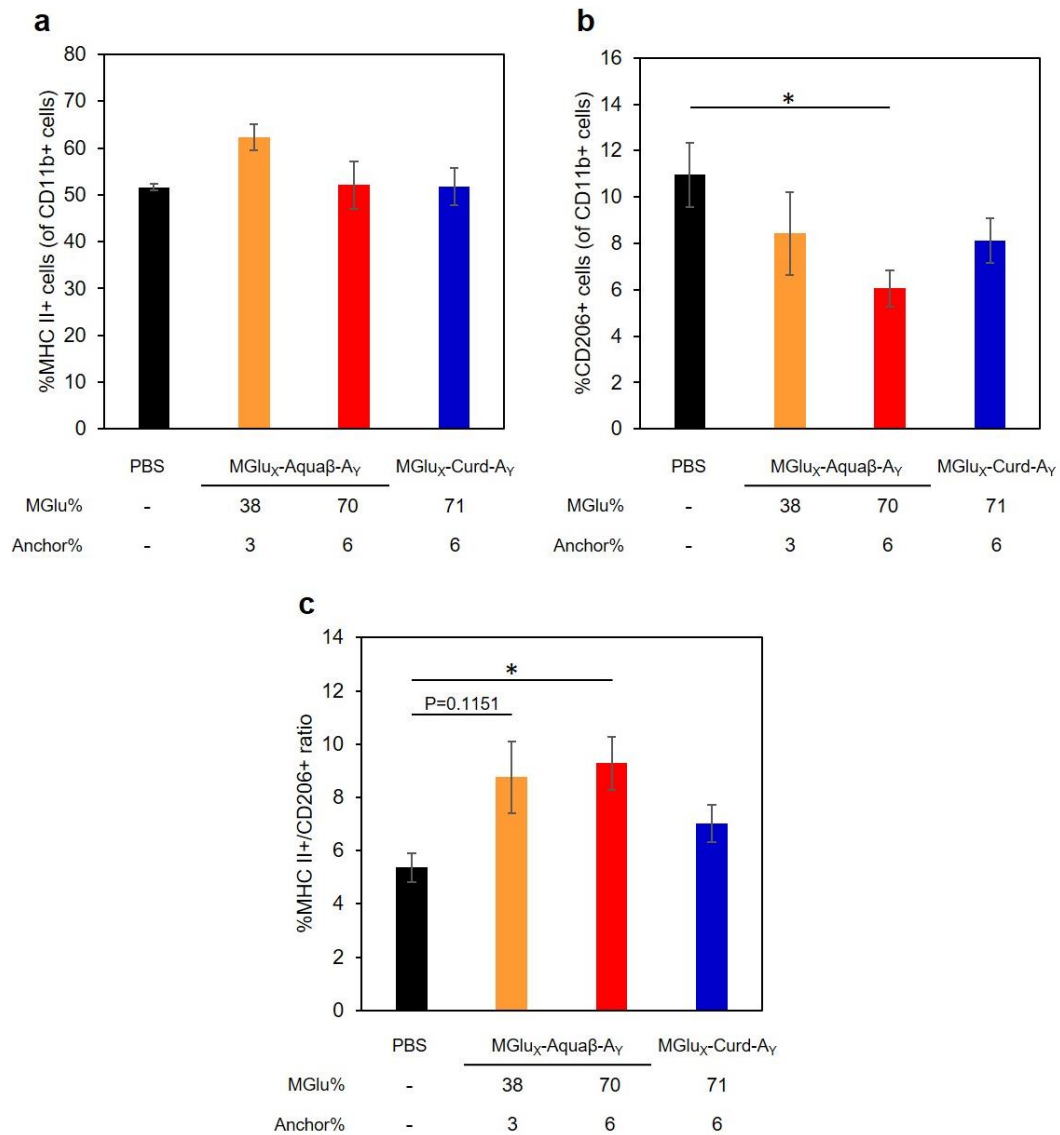 a
%MHC II+ cells (of CD11b+ cells)
80
70
60
50
40
30
20
10
0
PBS MGluX-Aquaβ-AY MGluX-Curd-AY
MGlu% - 38 70 71
Anchor% - 3 6 6
b
%CD206+ cells (of CD11b+ cells)
16
14
12
10
8
6
4
2
0
*
PBS MGluX-Aquaβ-AY MGluX-Curd-AY
MGlu% - 38 70 71
Anchor% - 3 6 6
c
%MHC II+/CD206+ ratio
14
12
10
8
6
4
2
0
*
P=0.1151
PBS MGluX-Aquaβ-AY MGluX-Curd-AY
MGlu% - 38 70 71
Anchor% - 3 6 6